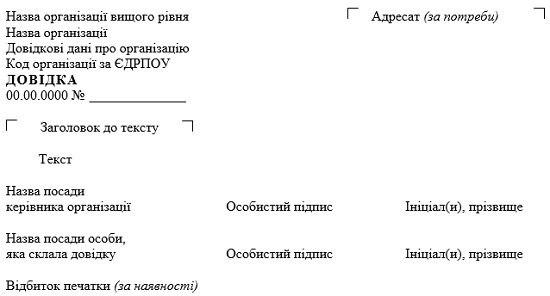 Назва організації вищого рівня
Адресат (за потреби)
Назва організації
Довідкові дані про організацію
Код організації за ЄДРПОУ
ДОВІДКА
00.00.0000 № _______________
Заголовок до тексту
Текст
Назва посади
керівника організації Особистий підпис Ініціал(и), прізвище
Назва посади особи,
яка склала довідку Особистий підпис Ініціал(и), прізвище
Відбиток печатки (за наявності)